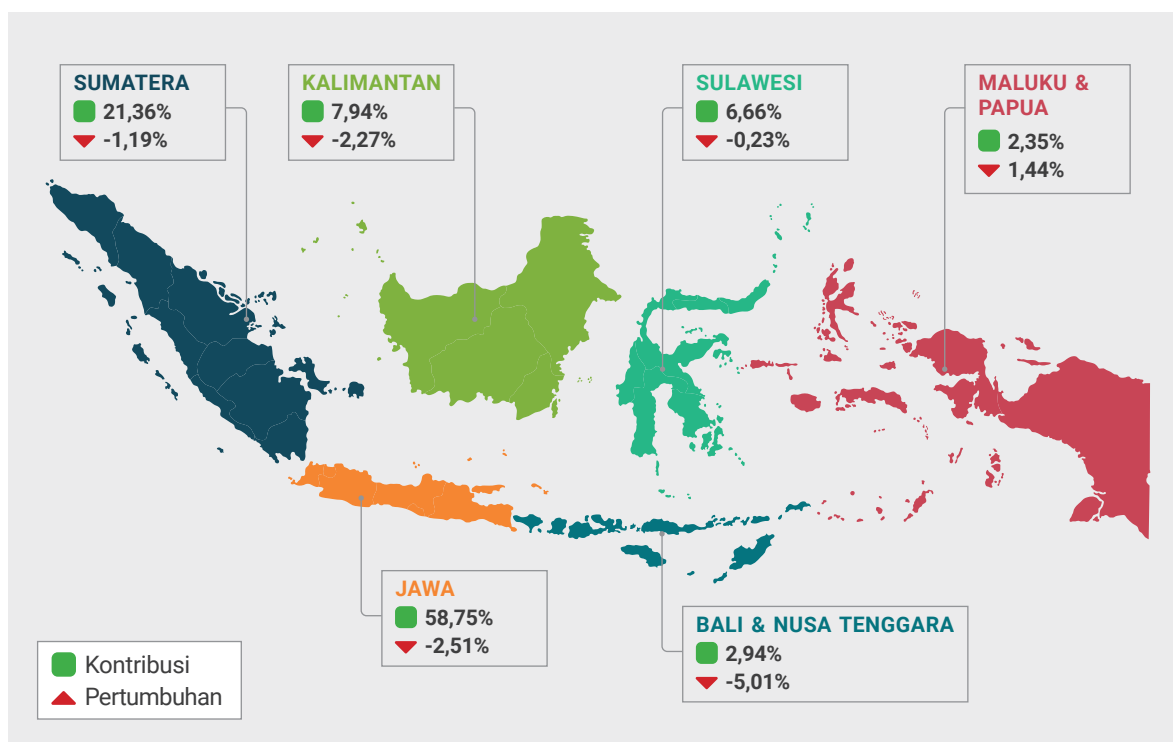 SUMATERA
21,36%
-1,19%
KALIMANTAN
7,94%
-2,27%
SULAWESI
6,66%
-0,23%
MALUKU &
PAPUA
2,35%
1,44%
JAWA
58,75%
-2,51%
BALI & NUSA TENGGARA
2,94%
-5,01%
Kontribusi
Pertumbuhan